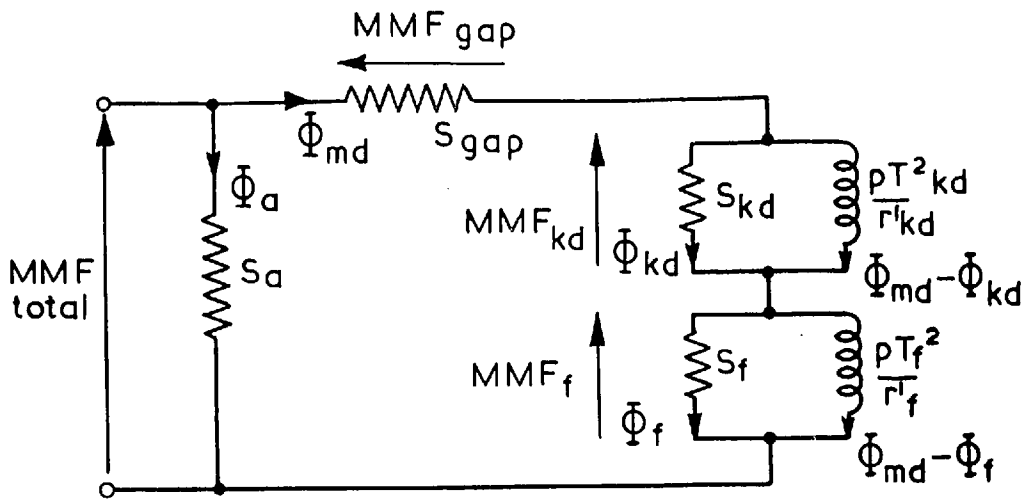 MMF gap
Φmd
Sgap
Φa
Sa
MMF
total
MMFkd
Φkd
Skd
pT²kd
r'kd
Φmd-Φkd
MMFf
Φf
Sf
pTf²
r'f
Φmd-Φf